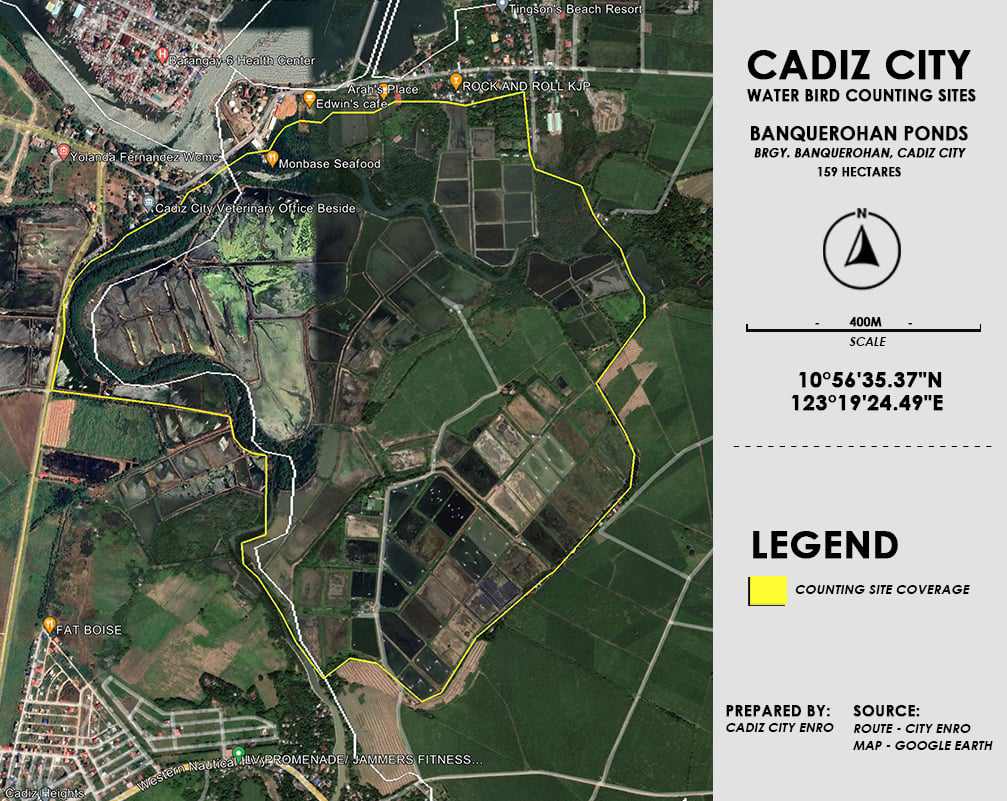 Tingson's Beach Resort
Barangay-6 Health Center
Arah's Place
ROCK AND ROLL KJP
Edwin's cafe
Yolanda Fernandez Wcmc
Monbase Seafood
Cadiz City Veterinary Office Beside
FAT BOISE
LV PROMENADE/ JAMMERS FITNESS...
Western Nautical
Cadiz Heights
CADIZ CITY
WATER BIRD COUNTING SITES
BANQUEROHAN PONDS
BRGY. BANQUEROHAN, CADIZ CITY
159 HECTARES
N
- 400M -
SCALE
10°56'35.37"N
123°19'24.49"E
LEGEND
COUNTING SITE COVERAGE
PREPARED BY:
CADIZ CITY ENRO
SOURCE:
ROUTE - CITY ENRO
MAP - GOOGLE EARTH